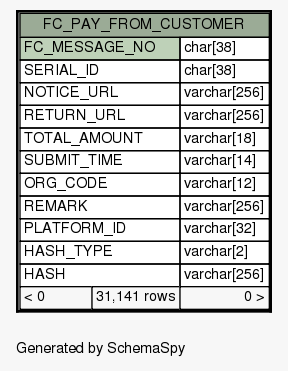 FC_PAY_FROM_CUSTOMER
FC_MESSAGE_NO char[38]
SERIAL_ID char[38]
NOTICE_URL varchar[256]
RETURN_URL varchar[256]
TOTAL_AMOUNT varchar[18]
SUBMIT_TIME varchar[14]
ORG_CODE varchar[12]
REMARK varchar[256]
PLATFORM_ID varchar[32]
HASH_TYPE varchar[2]
HASH varchar[256]
< 0 31,141 rows 0 >
Generated by SchemaSpy